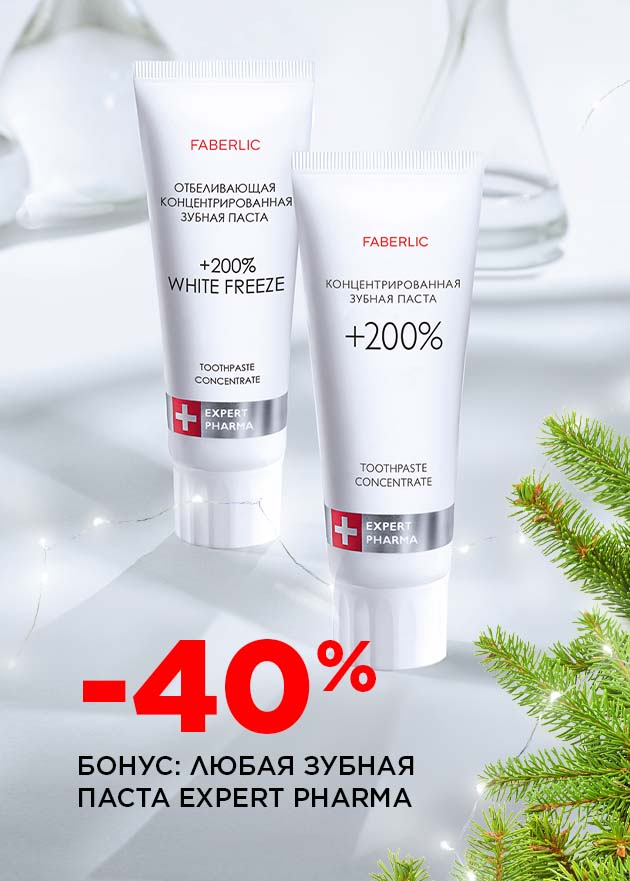 FABERLIC
ОТБЕЛИВАЮЩАЯ
КОНЦЕНТРИРОВАННАЯ
ЗУБНАЯ ПАСТА
+200%
WHITE FREEZE
TOOTHPASTE
CONCENTRATE
EXPERT
PHARMA
FABERLIC
КОНЦЕНТРИРОВАННАЯ
ЗУБНАЯ ПАСТА
+200%
TOOTHPASTE
CONCENTRATE
EXPERT
PHARMA
-40%
БОНУС: ЛЮБАЯ ЗУБНАЯ
ПАСТА EXPERT PHARMA